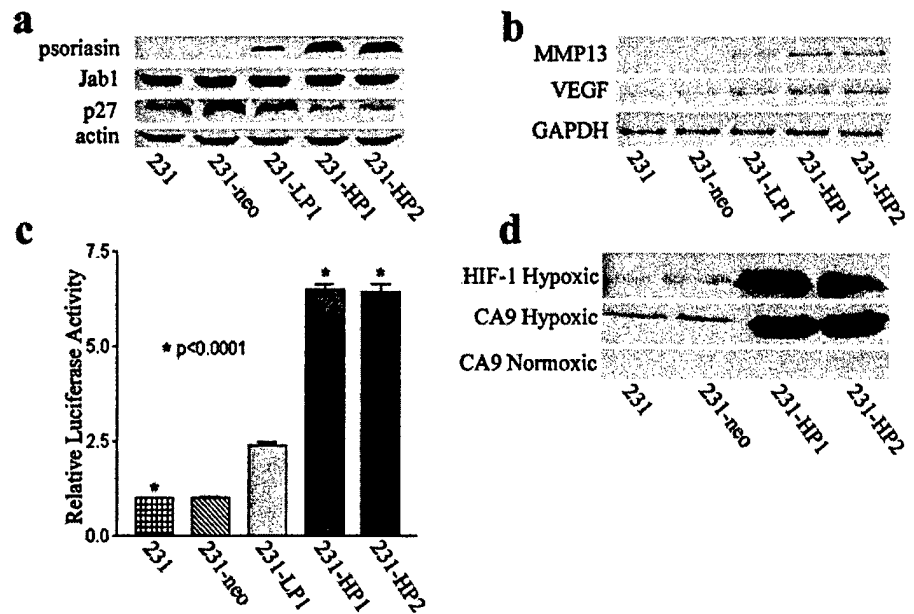 a
psoriasin
Jab1
p27
actin
231
231-neo
231-LP1
231-HP1
231-HP2
b
MMP13
VEGF
GAPDH
231
231-neo
231-LP1
231-HP1
231-HP2
c
Relative Luciferase Activity
7.5
5.0
2.5
0.0
* p<0.0001
*
*
*
231
231-neo
231-LP1
231-HP1
231-HP2
d
HIF-1 Hypoxic
CA9 Hypoxic
CA9 Normoxic
231
231-neo
231-HP1
231-HP2